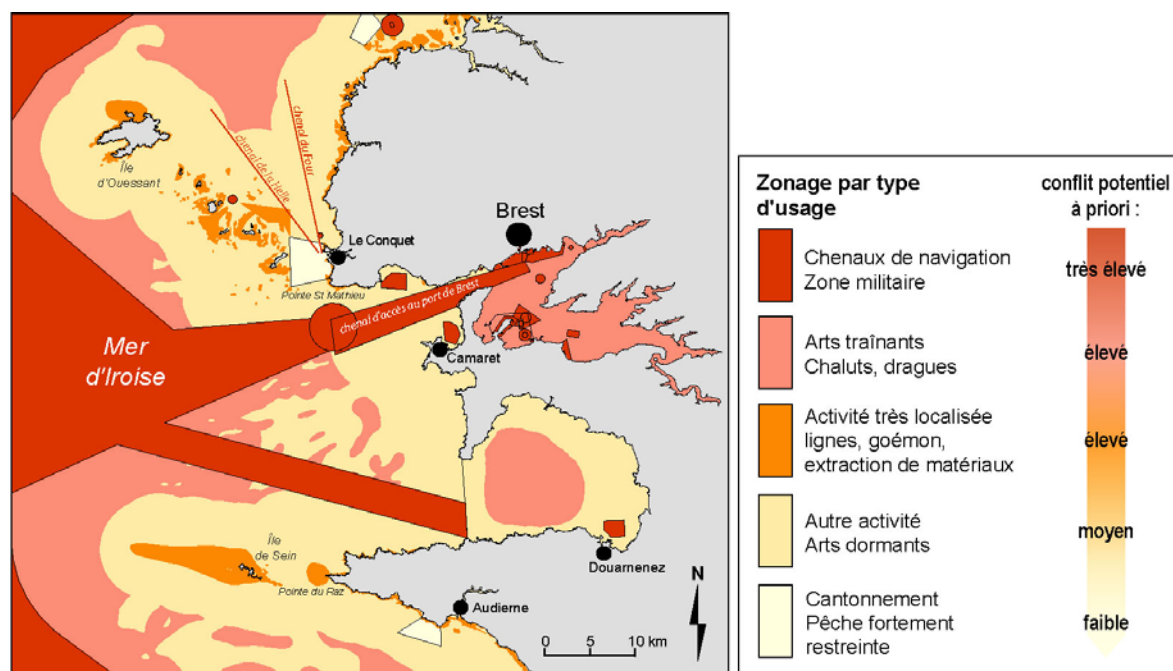 chenal du Four
chenal de la Helle
Île
d'Ouessant
Brest
Le Conquet
Pointe St Mathieu
chenal d'accès au port de Brest
Camaret
Mer
d'Iroise
Île
de Sein
Pointe du Raz
Douarnenez
Audierne
N
0 5 10 km
Zonage par type
d'usage
conflit potentiel
à priori :
Chenaux de navigation
Zone militaire
très élevé
Arts traînants
Chaluts, dragues
élevé
Activité très localisée
lignes, goémon,
extraction de matériaux
élevé
Autre activité
Arts dormants
moyen
Cantonnement
Pêche fortement
restreinte
faible